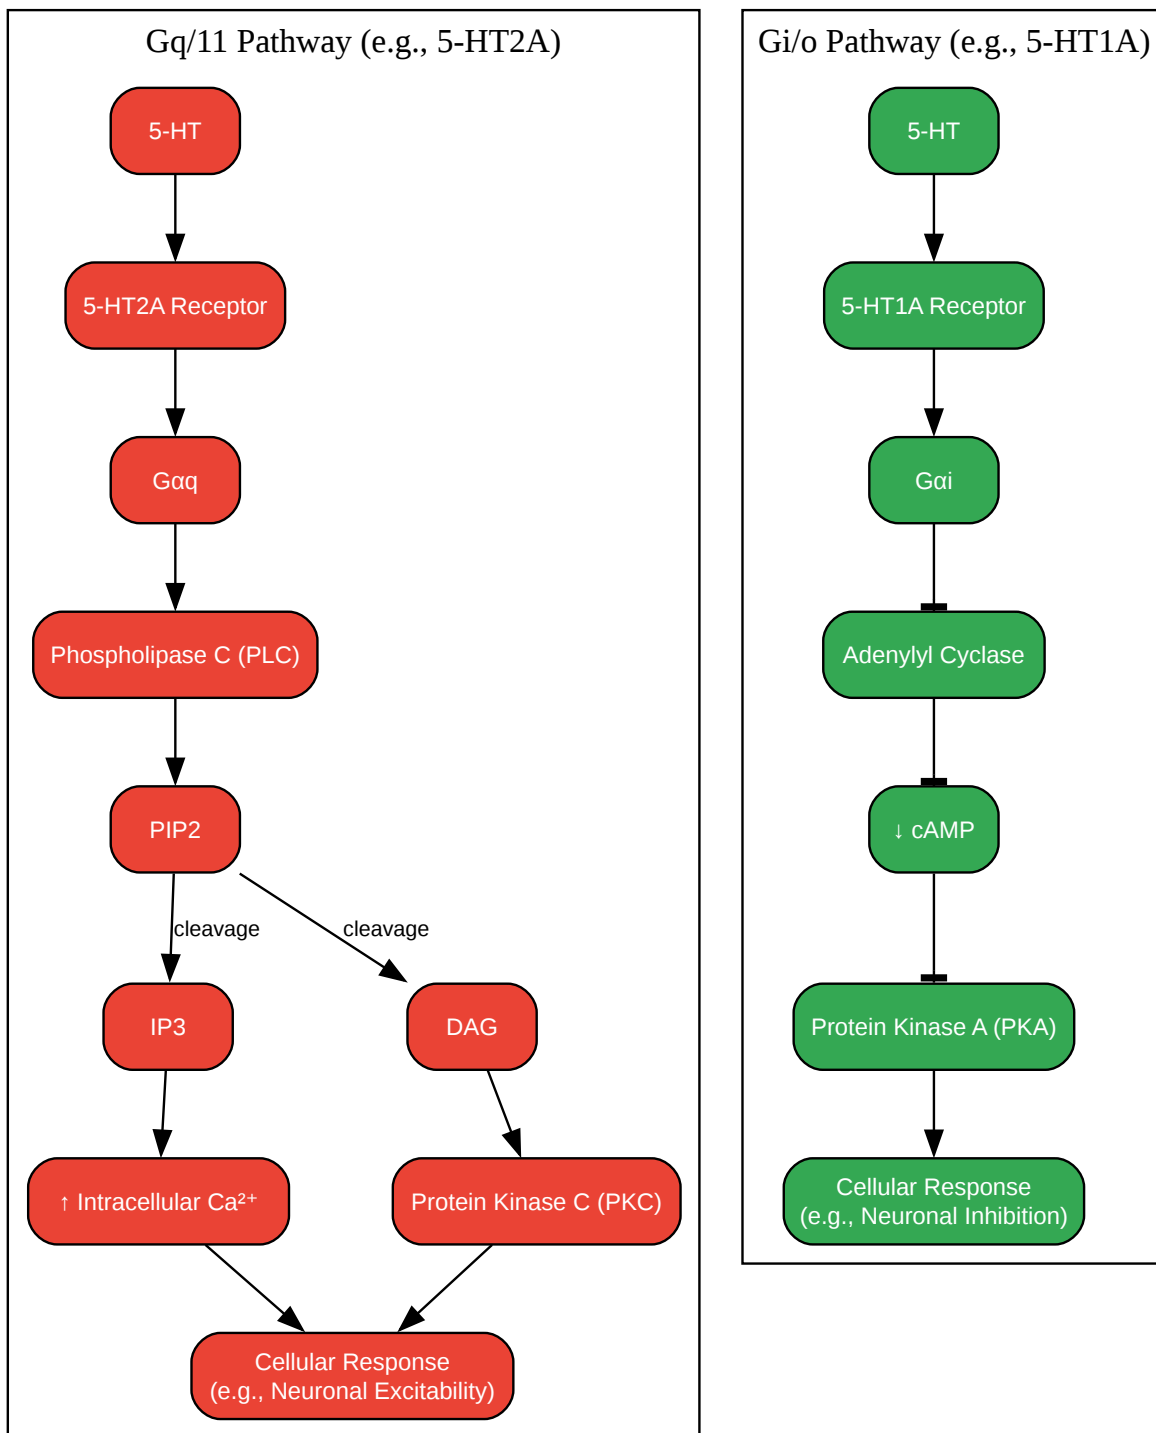 Gq/11 Pathway (e.g., 5-HT2A)
5-HT
5-HT2A Receptor
Gαq
Phospholipase C (PLC)
PIP2
cleavage
cleavage
IP3
DAG
↑ Intracellular Ca²⁺
Protein Kinase C (PKC)
Cellular Response
(e.g., Neuronal Excitability)
Gi/o Pathway (e.g., 5-HT1A)
5-HT
5-HT1A Receptor
Gαi
Adenylyl Cyclase
↓ cAMP
Protein Kinase A (PKA)
Cellular Response
(e.g., Neuronal Inhibition)